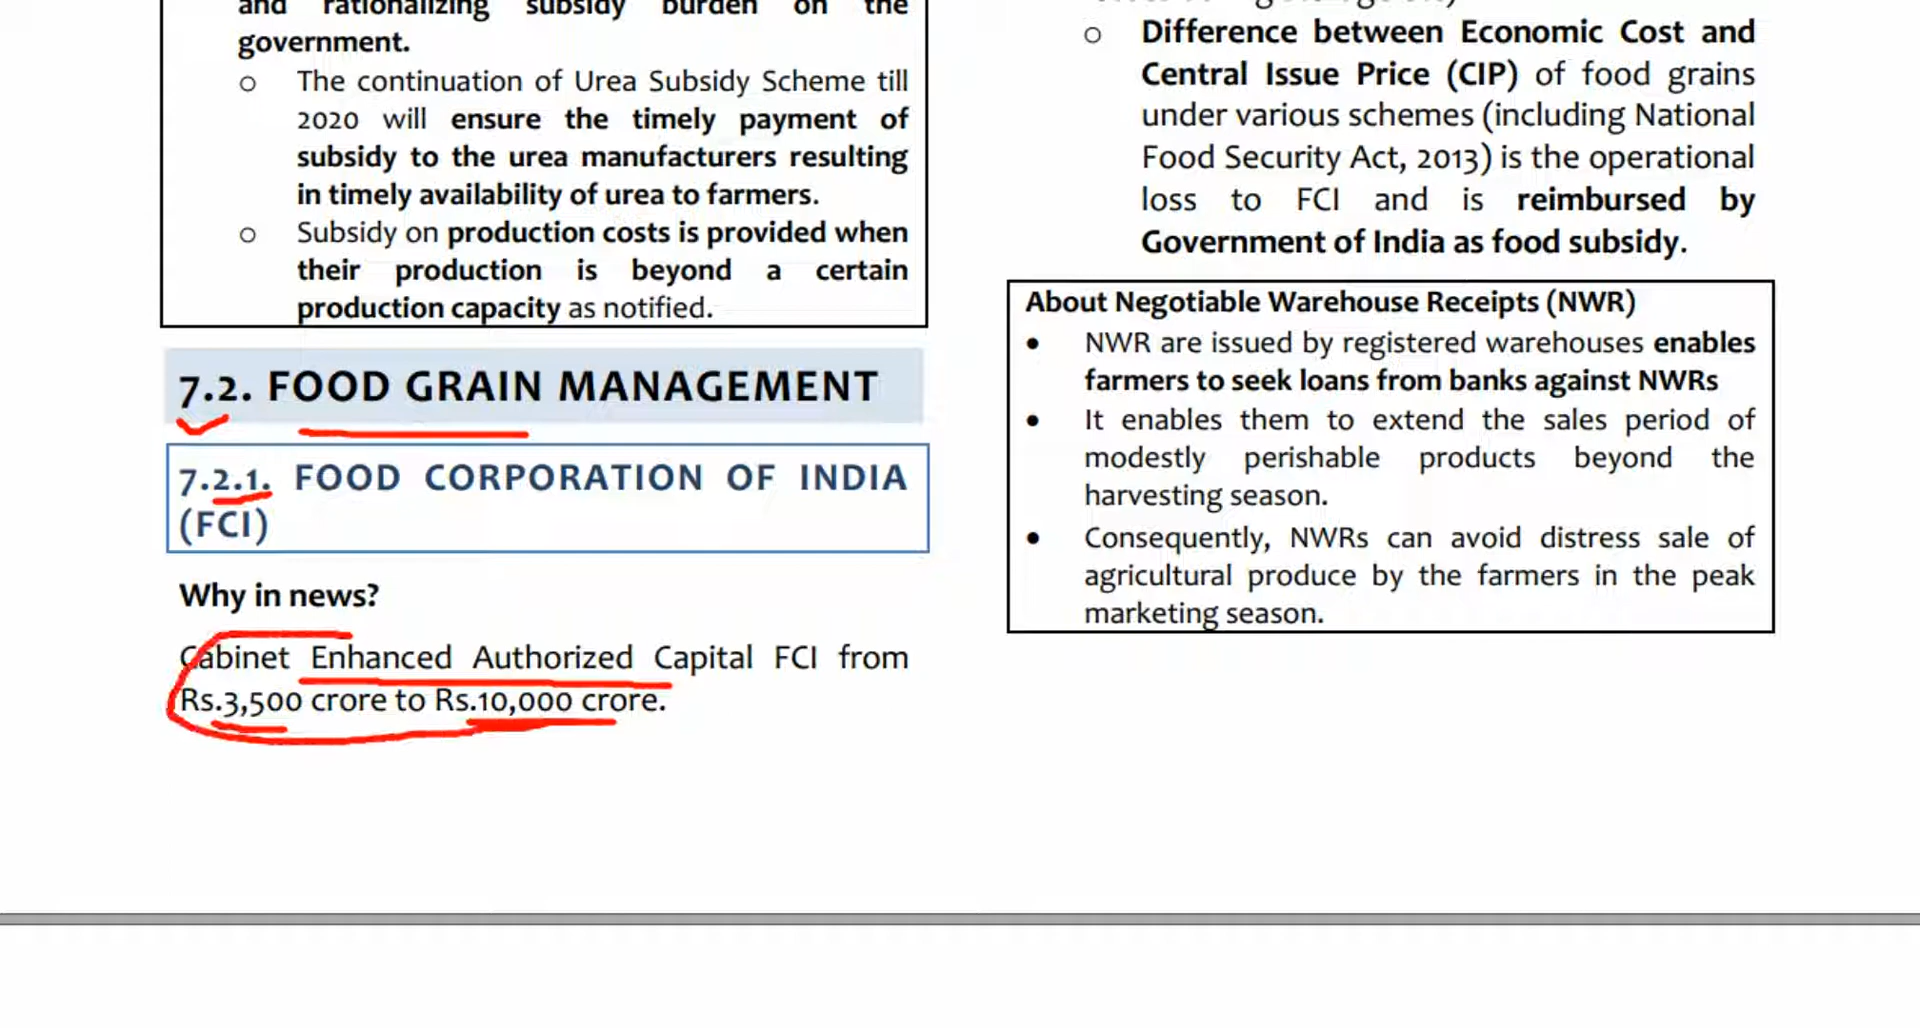 and rationalizing subsidy burden on the
government.
o The continuation of Urea Subsidy Scheme till
2020 will ensure the timely payment of
subsidy to the urea manufacturers resulting
in timely availability of urea to farmers.
o Subsidy on production costs is provided when
their production is beyond a certain
production capacity as notified.
7.2. FOOD GRAIN MANAGEMENT
7.2.1. FOOD CORPORATION OF INDIA
(FCI)
Why in news?
Cabinet Enhanced Authorized Capital FCI from
Rs.3,500 crore to Rs.10,000 crore.
o Difference between Economic Cost and
Central Issue Price (CIP) of food grains
under various schemes (including National
Food Security Act, 2013) is the operational
loss to FCI and is reimbursed by
Government of India as food subsidy.
About Negotiable Warehouse Receipts (NWR)
• NWR are issued by registered warehouses enables
farmers to seek loans from banks against NWRs
• It enables them to extend the sales period of
modestly perishable products beyond the
harvesting season.
• Consequently, NWRs can avoid distress sale of
agricultural produce by the farmers in the peak
marketing season.